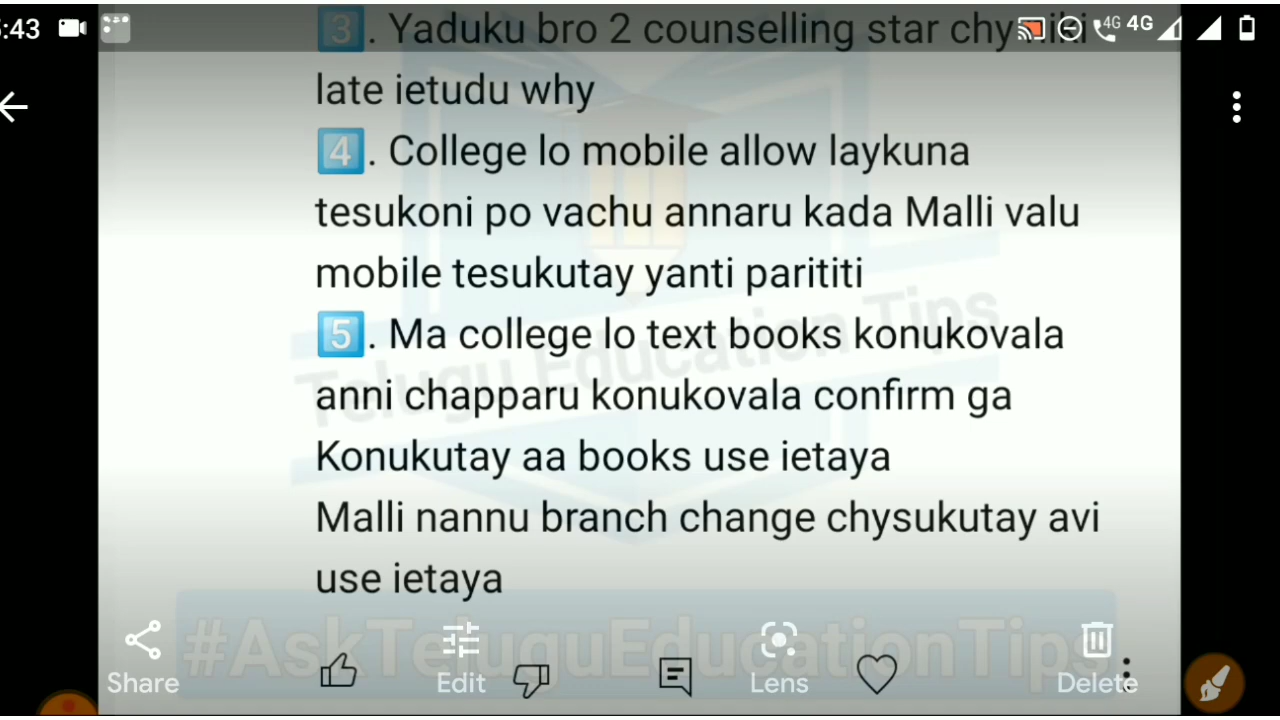 :43
4G 4G
3. Yaduku bro 2 counselling star
late ietudu why
4. College lo mobile allow laykuna
tesukoni po vachu annaru kada Malli valu
mobile tesukutay yanti parititi
5. Ma college lo text books konukovala
anni chapparu konukovala confirm ga
Konukutay aa books use ietaya
Malli nannu branch change chysukutay avi
use ietaya
Telugu Education Tips
#AskTeluguEducationTips
Share Edit Lens Delete